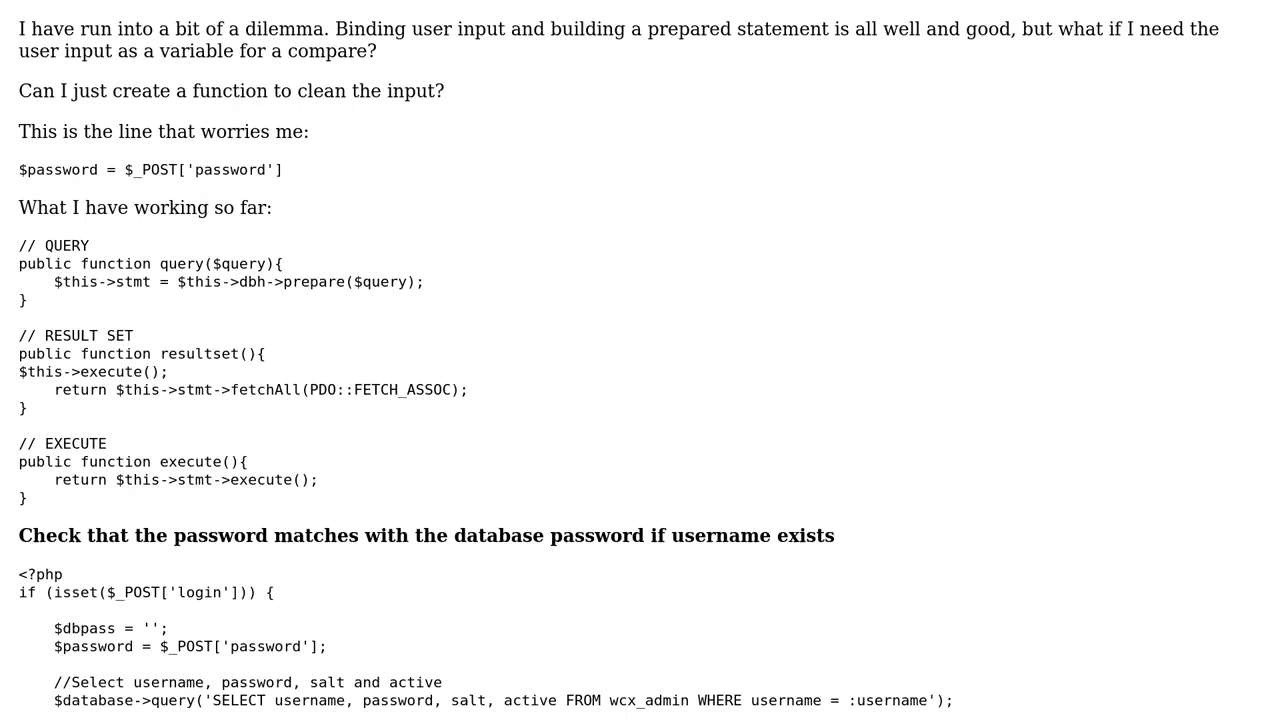 I have run into a bit of a dilemma. Binding user input and building a prepared statement is all well and good, but what if I need the
user input as a variable for a compare?
Can I just create a function to clean the input?
This is the line that worries me:
$password = $_POST['password']
What I have working so far:
// QUERY
public function query($query){
    $this->stmt = $this->dbh->prepare($query);
}
// RESULT SET
public function resultset(){
$this->execute();
    return $this->stmt->fetchAll(PDO::FETCH_ASSOC);
}
// EXECUTE
public function execute(){
    return $this->stmt->execute();
}
Check that the password matches with the database password if username exists
<?php
if (isset($_POST['login'])) {
    $dbpass = '';
    $password = $_POST['password'];
    //Select username, password, salt and active
    $database->query('SELECT username, password, salt, active FROM wcx_admin WHERE username = :username');